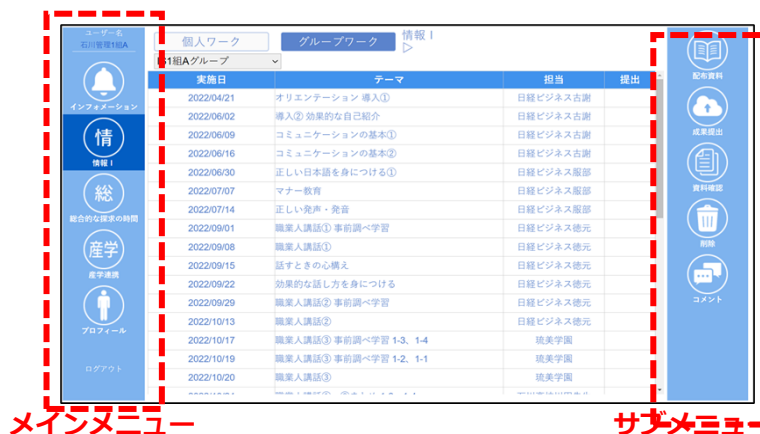 ユーザー名
石川管理1組A
インフォメーション
情
情報Ⅰ
総
総合的な探求の時間
産学
産学連携
プロフィール
ログアウト
個人ワーク
グループワーク
情報Ⅰ
▷
IS1組Aグループ
実施日 テーマ 担当 提出
2022/04/21 オリエンテーション 導入① 日経ビジネス古謝
2022/06/02 導入② 効果的な自己紹介 日経ビジネス古謝
2022/06/09 コミュニケーションの基本① 日経ビジネス古謝
2022/06/16 コミュニケーションの基本② 日経ビジネス古謝
2022/06/30 正しい日本語を身につける① 日経ビジネス服部
2022/07/07 マナー教育 日経ビジネス服部
2022/07/14 正しい発声・発音 日経ビジネス服部
2022/09/01 職業人講話① 事前調べ学習 日経ビジネス徳元
2022/09/08 職業人講話① 日経ビジネス徳元
2022/09/15 話すときの心構え 日経ビジネス徳元
2022/09/22 効果的な話し方を身につける 日経ビジネス徳元
2022/09/29 職業人講話② 事前調べ学習 日経ビジネス徳元
2022/10/13 職業人講話② 日経ビジネス徳元
2022/10/17 職業人講話③ 事前調べ学習 1-3、1-4 琉美学園
2022/10/19 職業人講話③ 事前調べ学習 1-2、1-1 琉美学園
2022/10/20 職業人講話③ 琉美学園
配布資料
成果提出
資料確認
削除
コメント
メインメニュー
サブメニュー